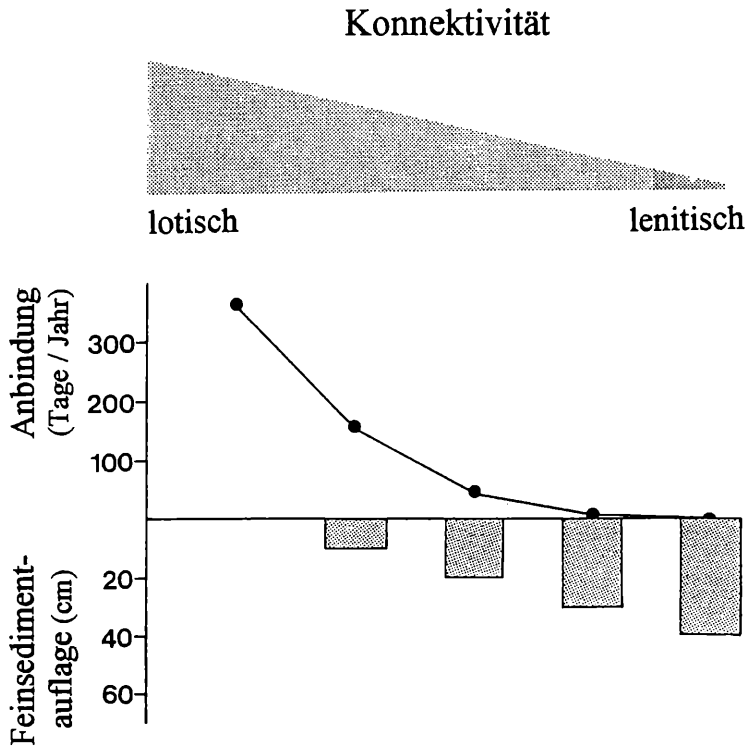 Konnektivität
lotisch
lenitisch
Anbindung
(Tage / Jahr)
300
200
100
Feinsediment-
auflage (cm)
20
40
60